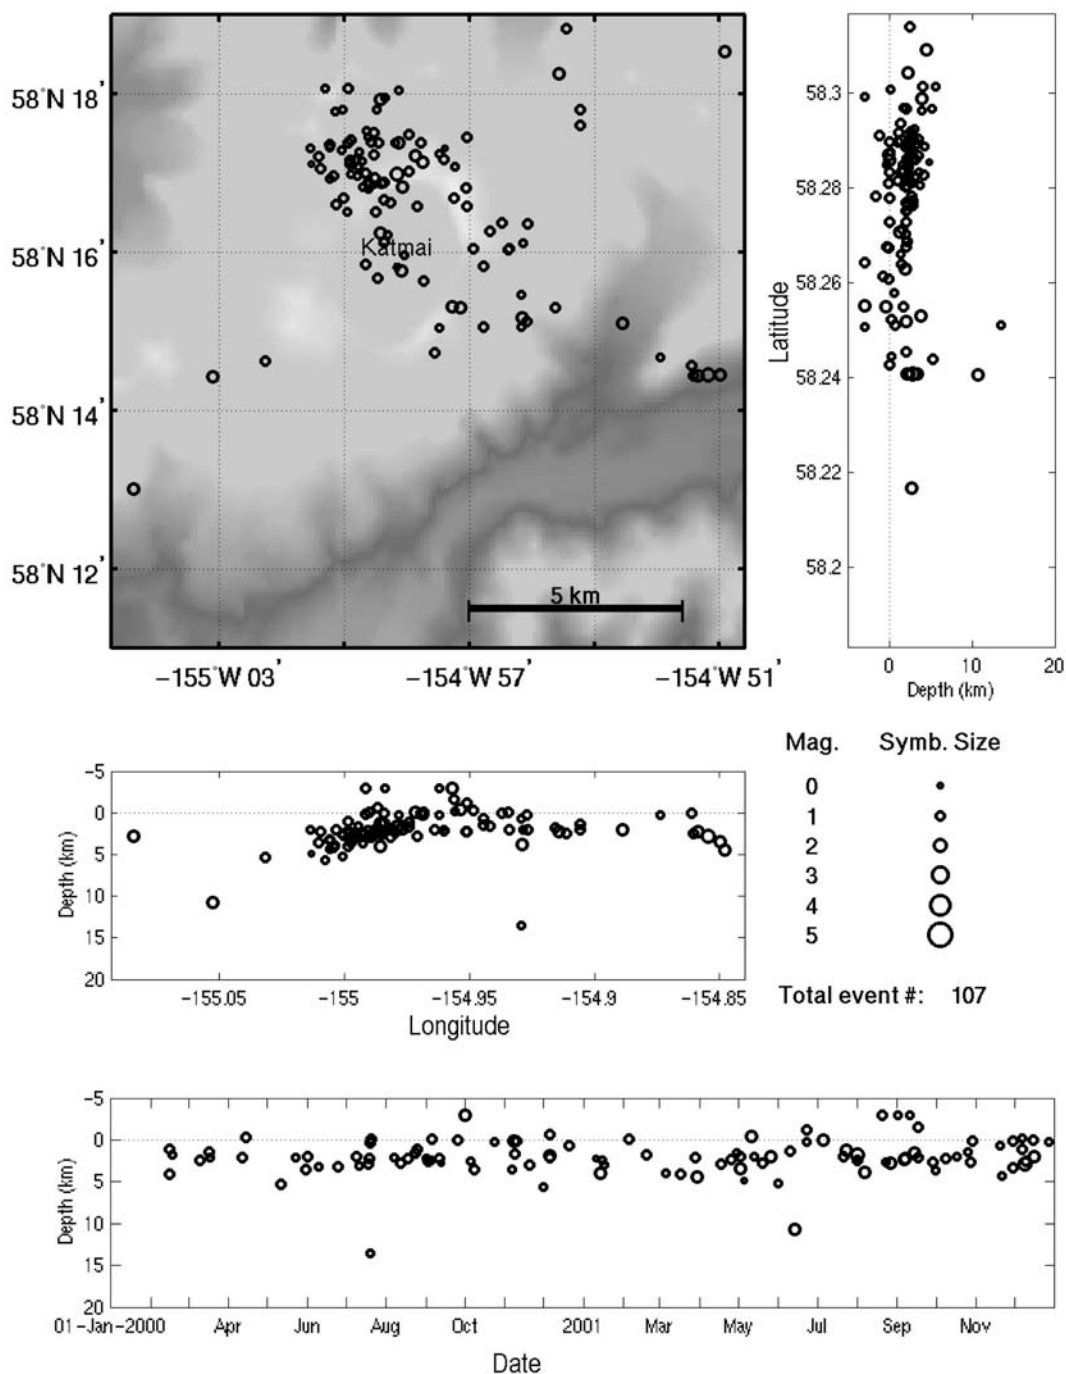 58°N 18'
58°N 16'
58°N 14'
58°N 12'
Katmai
5 km
−155°W 03'
−154°W 57'
−154°W 51'
58.3
58.28
58.26
58.24
58.22
58.2
Latitude
0
10
20
Depth (km)
Mag.
Symb. Size
0
1
2
3
4
5
Total event #: 107
−5
0
5
10
15
20
Depth (km)
−155.05
−155
−154.95
−154.9
−154.85
Longitude
−5
0
5
10
15
20
Depth (km)
01−Jan−2000
Apr
Jun
Aug
Oct
2001
Mar
May
Jul
Sep
Nov
Date